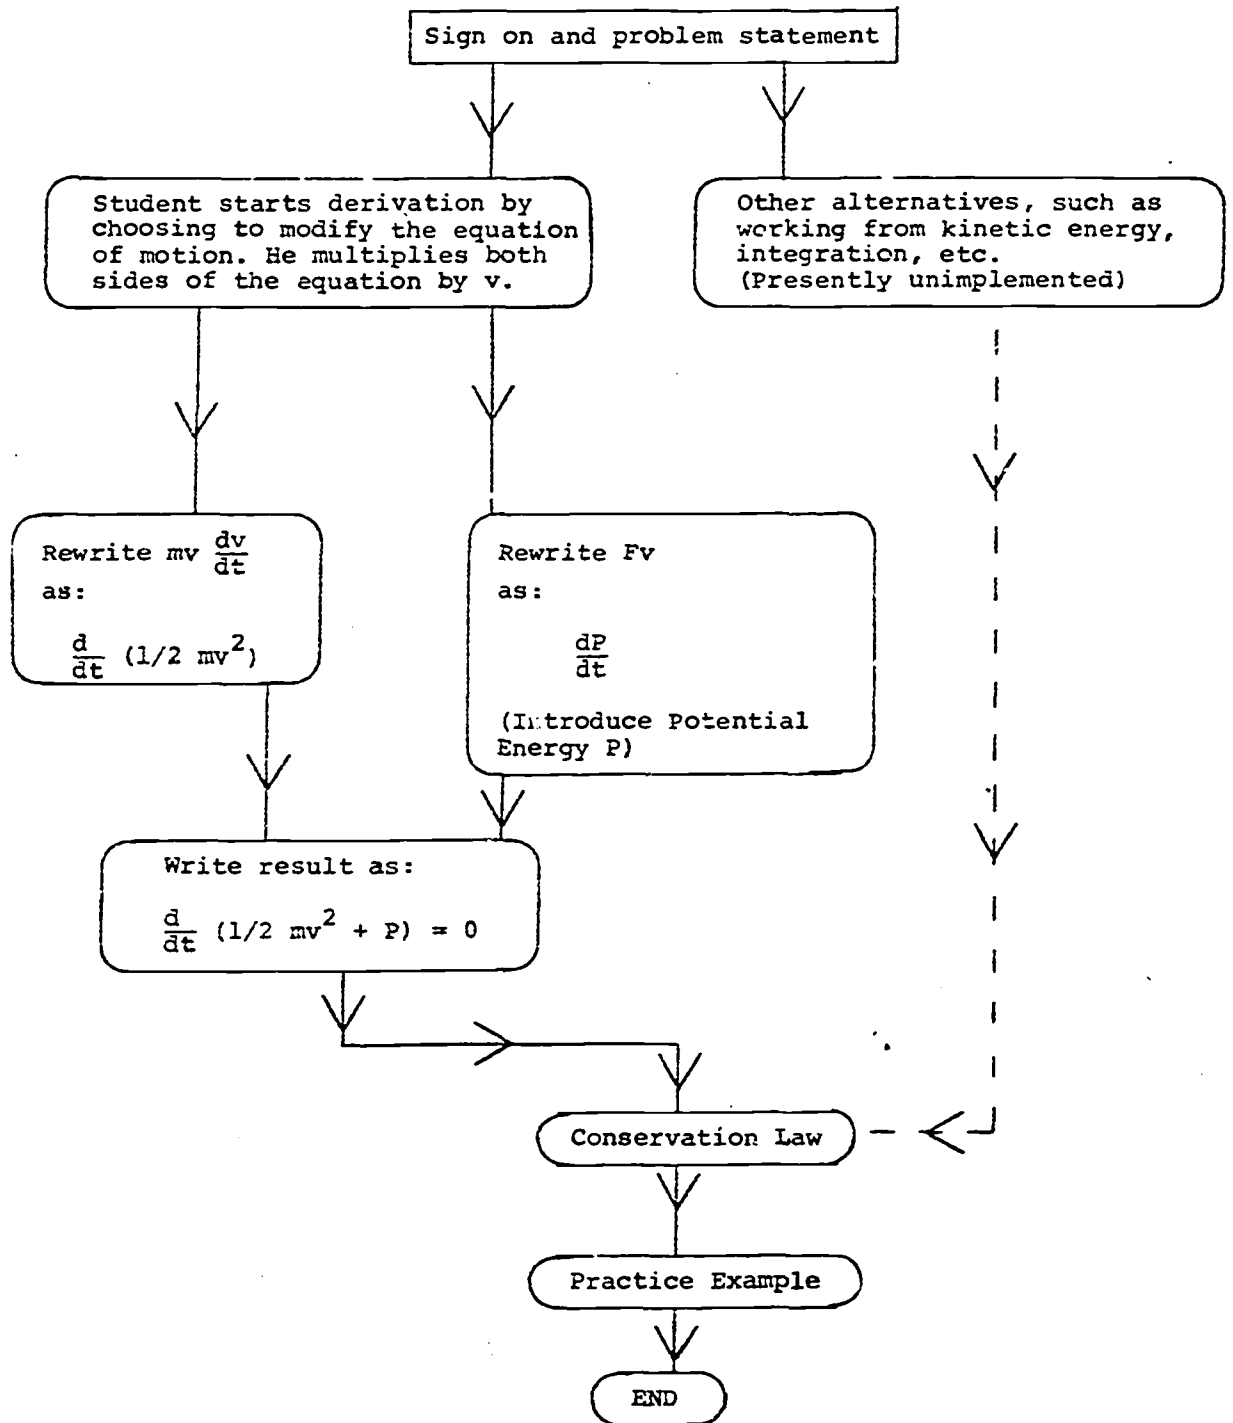 Sign on and problem statement
Student starts derivation by
choosing to modify the equation
of motion. He multiplies both
sides of the equation by v.
Other alternatives, such as
working from kinetic energy,
integration, etc.
(Presently unimplemented)
Rewrite mv dv/dt
as:
d/dt (1/2 mv²)
Rewrite Fv
as:
dP/dt
(Introduce Potential
Energy P)
Write result as:
d/dt (1/2 mv² + P) = 0
Conservation Law
Practice Example
END